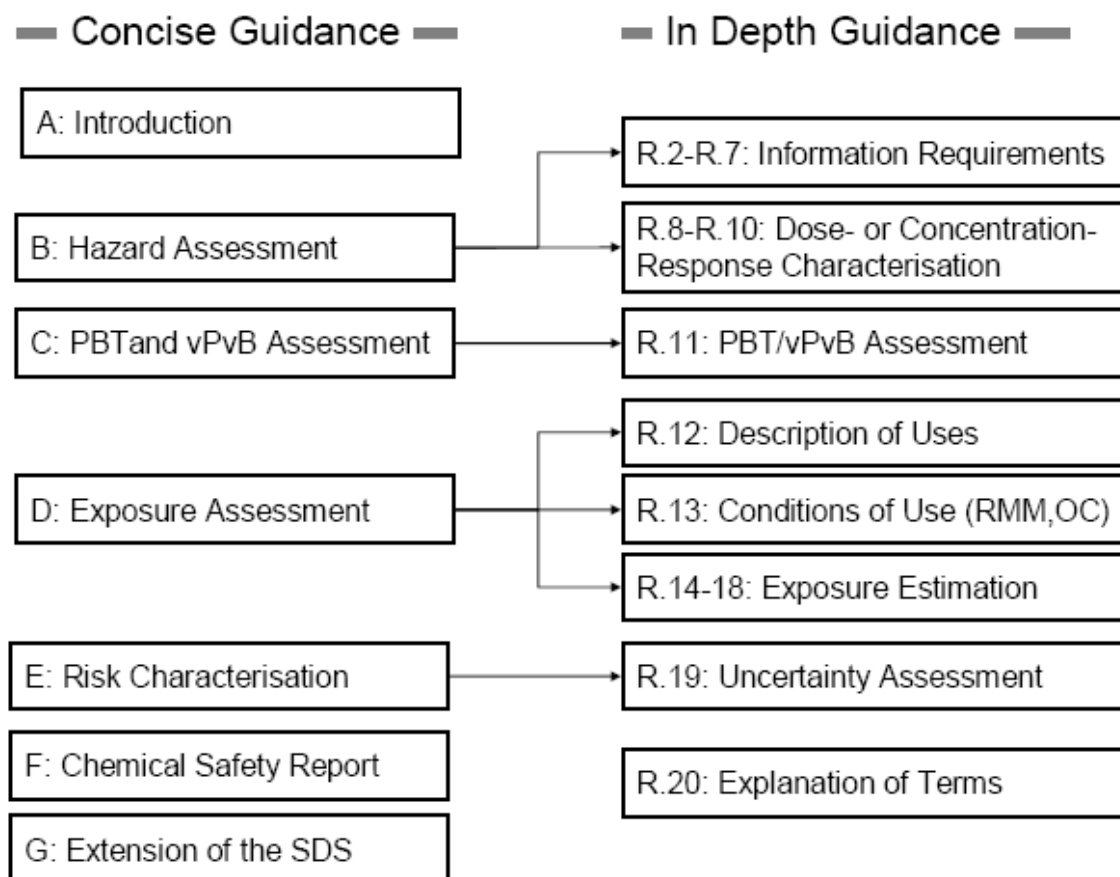 Concise Guidance
A: Introduction
B: Hazard Assessment
C: PBTand vPvB Assessment
D: Exposure Assessment
E: Risk Characterisation
F: Chemical Safety Report
G: Extension of the SDS
In Depth Guidance
R.2-R.7: Information Requirements
R.8-R.10: Dose- or Concentration-
Response Characterisation
R.11: PBT/vPvB Assessment
R.12: Description of Uses
R.13: Conditions of Use (RMM,OC)
R.14-18: Exposure Estimation
R.19: Uncertainty Assessment
R.20: Explanation of Terms